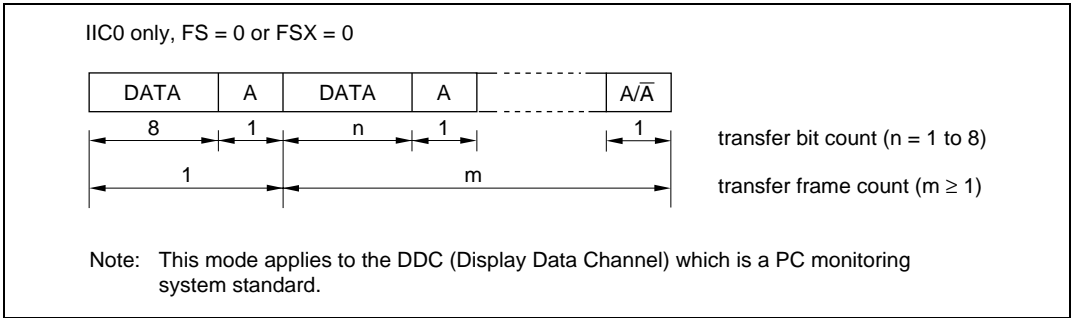 IIC0 only, FS = 0 or FSX = 0
DATA A DATA A A/A̅
8 1 n 1 1 transfer bit count (n = 1 to 8)
1 m transfer frame count (m ≥ 1)
Note: This mode applies to the DDC (Display Data Channel) which is a PC monitoring
system standard.